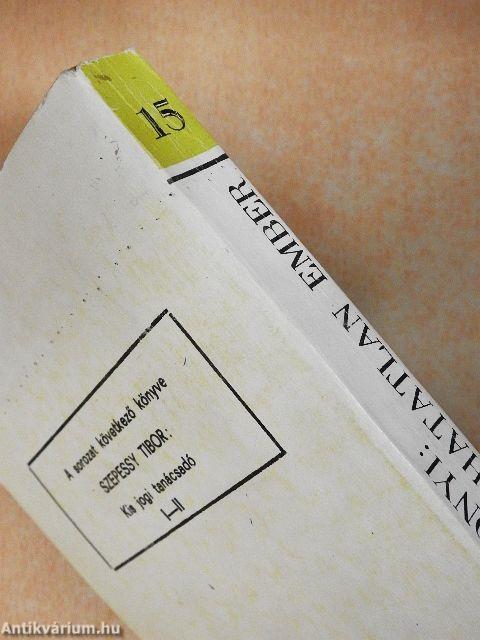 15
ONYI:
HATATLAN EMBER
A sorozat következő könyve
SZEPESSY TIBOR:
Kis jogi tanácsadó
I—II
Antikvárium.hu